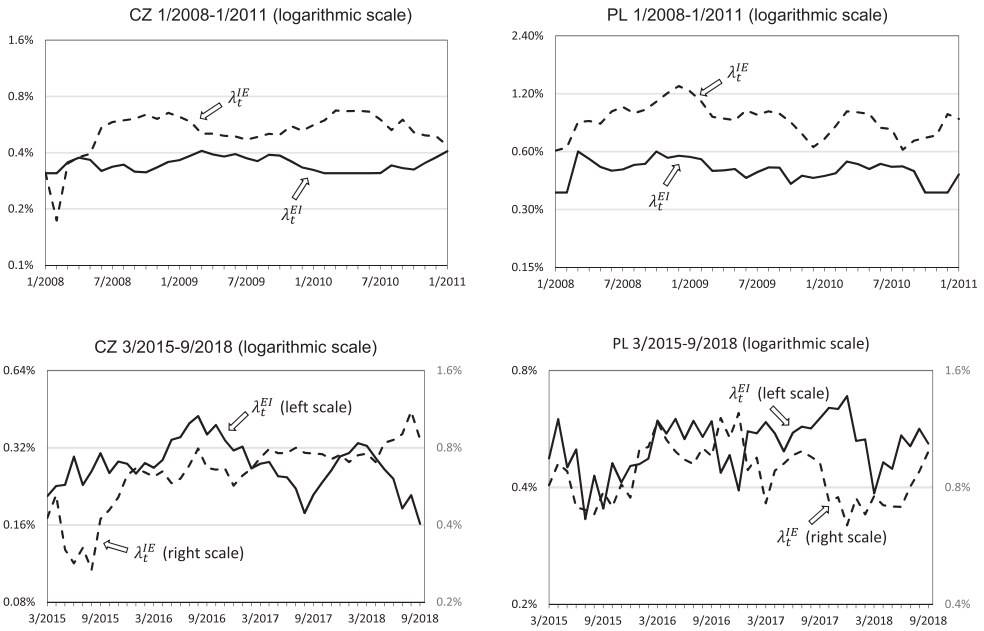 CZ 1/2008-1/2011 (logarithmic scale)
1.6%
0.8%
0.4%
0.2%
0.1%
λ_t^IE
λ_t^EI
1/2008 7/2008 1/2009 7/2009 1/2010 7/2010 1/2011
PL 1/2008-1/2011 (logarithmic scale)
2.40%
1.20%
0.60%
0.30%
0.15%
λ_t^IE
λ_t^EI
1/2008 7/2008 1/2009 7/2009 1/2010 7/2010 1/2011
CZ 3/2015-9/2018 (logarithmic scale)
0.64%
0.32%
0.16%
0.08%
1.6%
0.8%
0.4%
0.2%
λ_t^EI (left scale)
λ_t^IE (right scale)
3/2015 9/2015 3/2016 9/2016 3/2017 9/2017 3/2018 9/2018
PL 3/2015-9/2018 (logarithmic scale)
0.8%
0.4%
0.2%
1.6%
0.8%
0.4%
λ_t^EI (left scale)
λ_t^IE (right scale)
3/2015 9/2015 3/2016 9/2016 3/2017 9/2017 3/2018 9/2018